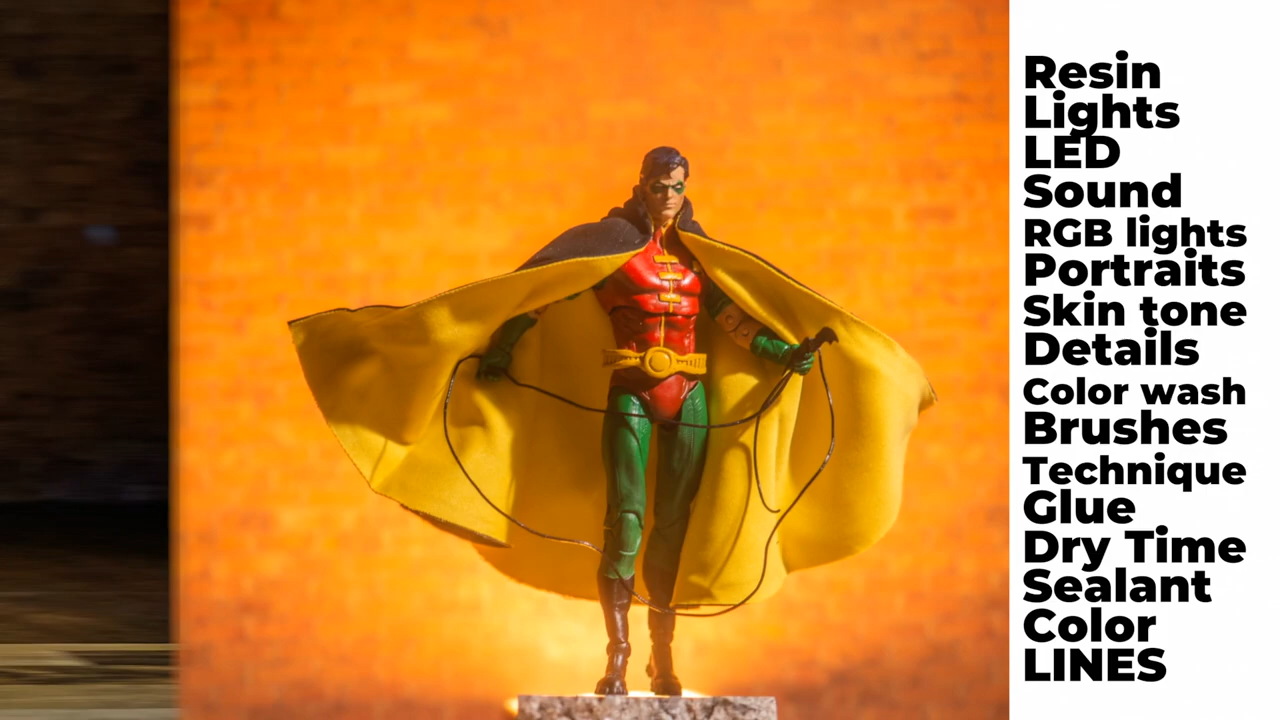 Resin
Lights
LED
Sound
RGB lights
Portraits
Skin tone
Details
Color wash
Brushes
Technique
Glue
Dry Time
Sealant
Color
LINES